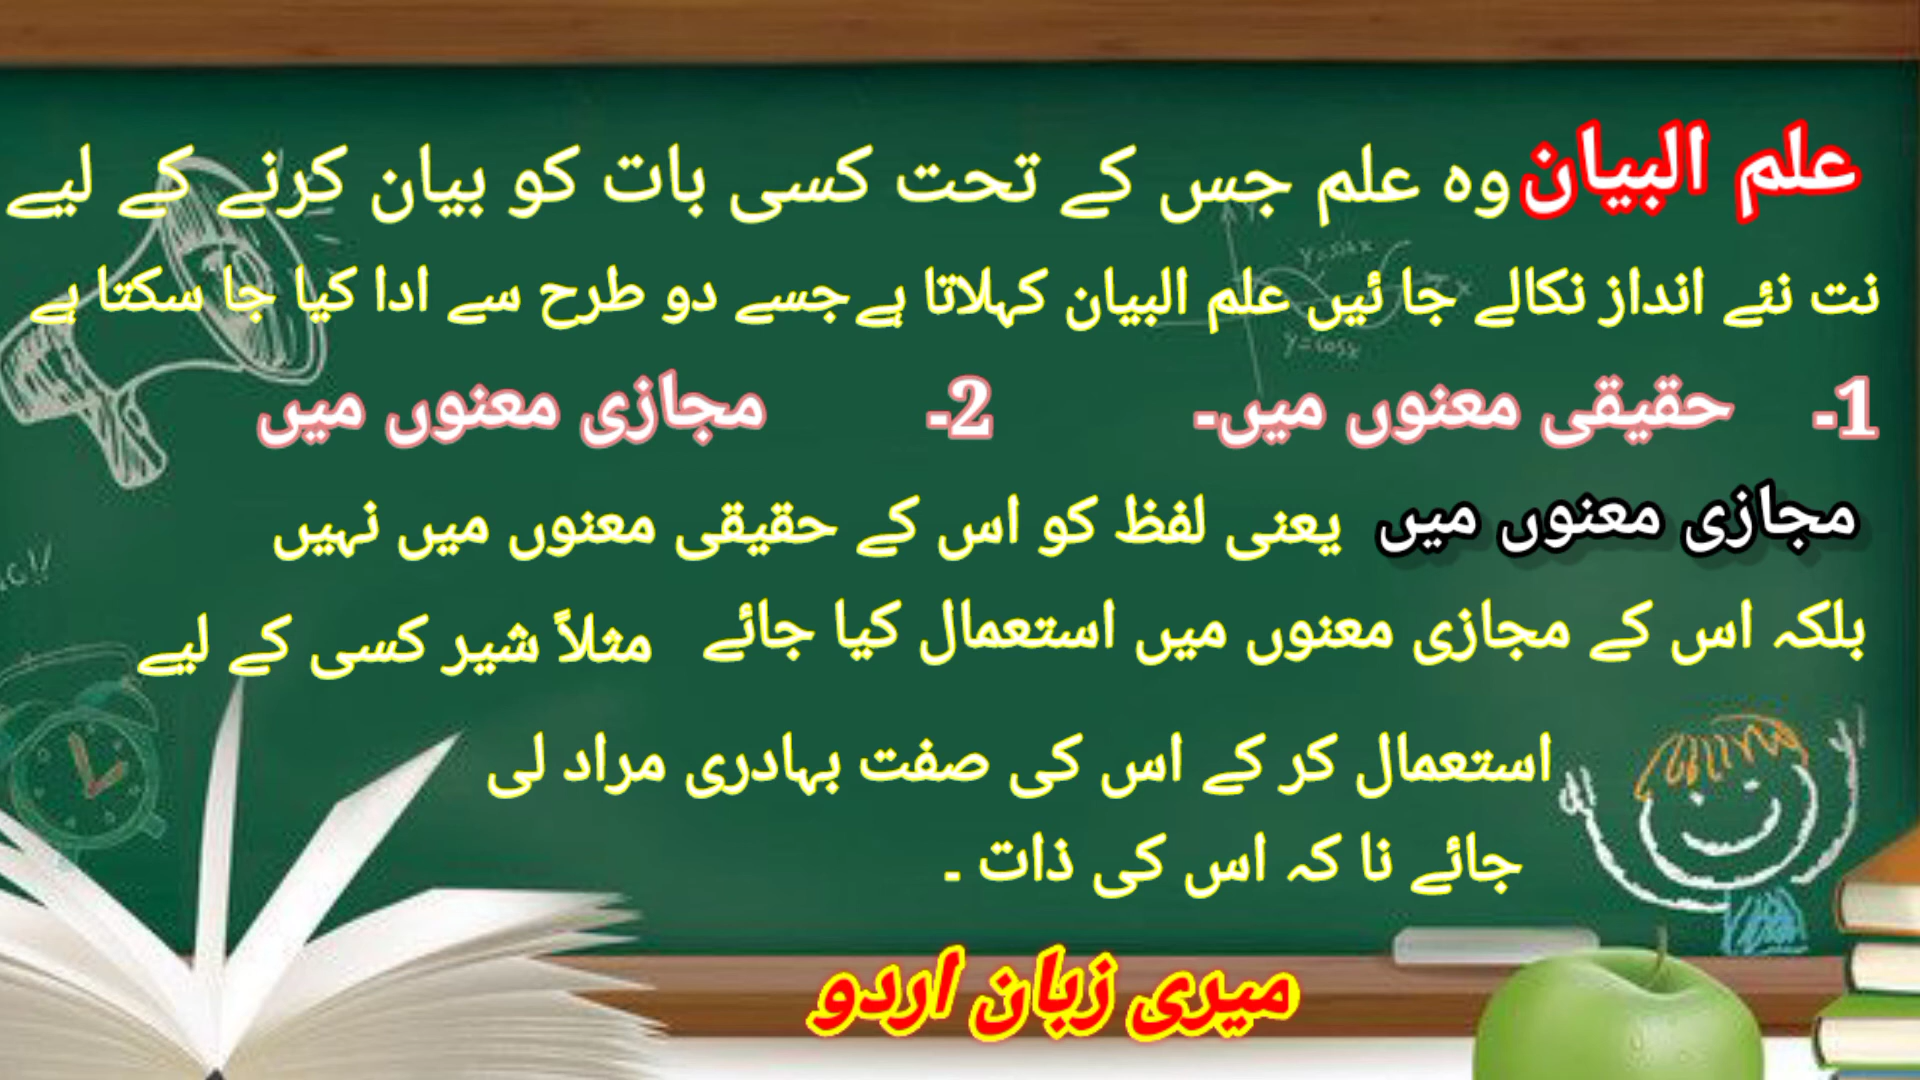 علم البیان وہ علم جس کے تحت کسی بات کو بیان کرنے کے لیے
نت نئے انداز نکالے جا ئیں علم البیان کہلاتا ہے جسے دو طرح سے ادا کیا جا سکتا ہے
1- حقیقی معنوں میں۔ 2- مجازی معنوں میں
مجازی معنوں میں یعنی لفظ کو اس کے حقیقی معنوں میں نہیں
بلکہ اس کے مجازی معنوں میں استعمال کیا جائے مثلاً شیر کسی کے لیے
استعمال کر کے اس کی صفت بہادری مراد لی
جائے نا کہ اس کی ذات ۔
میری زبان اردو
y=sinx
y=cosx